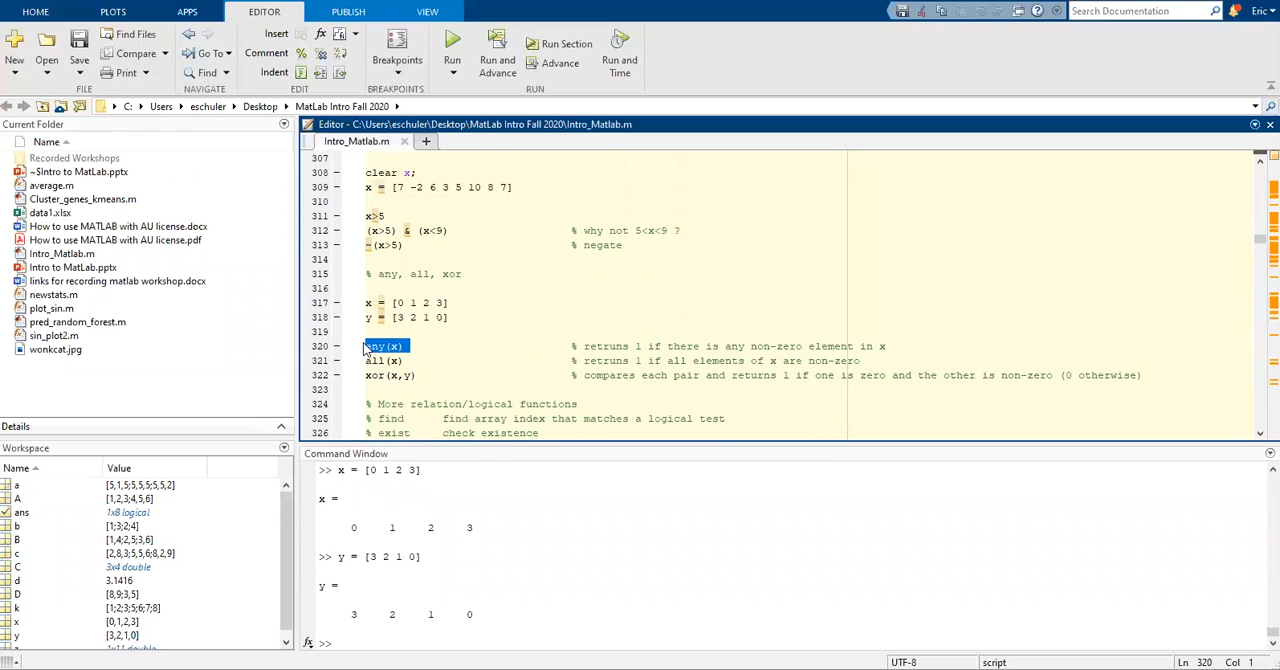 HOME PLOTS APPS EDITOR PUBLISH VIEW Search Documentation Eric
New Open Save Find Files Compare Print FILE
Go To Find NAVIGATE
Insert fx Comment % Indent EDIT
Breakpoints BREAKPOINTS
Run Run and Advance Run Section Advance Run and Time RUN
C: Users eschuler Desktop MatLab Intro Fall 2020
Current Folder
Name
Recorded Workshops
~$Intro to MatLab.pptx
average.m
Cluster_genes_kmeans.m
data1.xlsx
How to use MATLAB with AU license.docx
How to use MATLAB with AU license.pdf
Intro_Matlab.m
Intro to MatLab.pptx
links for recording matlab workshop.docx
newstats.m
plot_sin.m
pred_random_forest.m
sin_plot2.m
wonkcat.jpg
Details
Workspace
Name Value
a [5,1,5;5,5,5;5,5,2]
A [1,2,3;4,5,6]
ans 1x8 logical
b [1;3;2;4]
B [1,4;2,5;3,6]
c [2,8,3;5,5,6;8,2,9]
C 3x4 double
d 3.1416
D [8,9;3,5]
k [1;2;3;5;6;7;8]
x [0,1,2,3]
y [3,2,1,0]
1x11 double
Editor - C:\Users\eschuler\Desktop\MatLab Intro Fall 2020\Intro_Matlab.m
Intro_Matlab.m
307
308 clear x;
309 x = [7 -2 6 3 5 10 8 7]
310
311 x>5
312 (x>5) & (x<9) % why not 5<x<9 ?
313 ~(x>5) % negate
314
315 % any, all, xor
316
317 x = [0 1 2 3]
318 y = [3 2 1 0]
319
320 any(x) % retruns 1 if there is any non-zero element in x
321 all(x) % retruns 1 if all elements of x are non-zero
322 xor(x,y) % compares each pair and returns 1 if one is zero and the other is non-zero (0 otherwise)
323
324 % More relation/logical functions
325 % find find array index that matches a logical test
326 % exist check existence
Command Window
>> x = [0 1 2 3]
x =
0 1 2 3
>> y = [3 2 1 0]
y =
3 2 1 0
fx >>
UTF-8 script Ln 320 Col 1